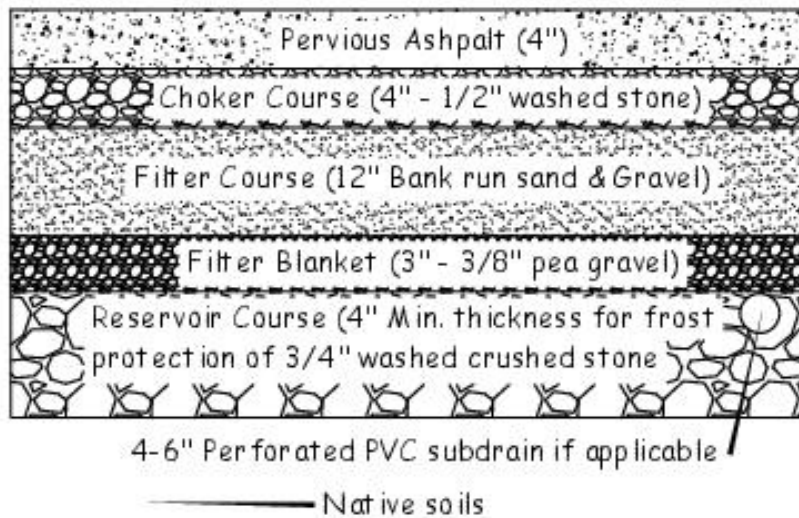 Pervious Ashpalt (4")
Choker Course (4" - 1/2" washed stone)
Filter Course (12" Bank run sand & Gravel)
Filter Blanket (3" - 3/8" pea gravel)
Reservoir Course (4" Min. thickness for frost
protection of 3/4" washed crushed stone
4-6" Perforated PVC subdrain if applicable
Native soils